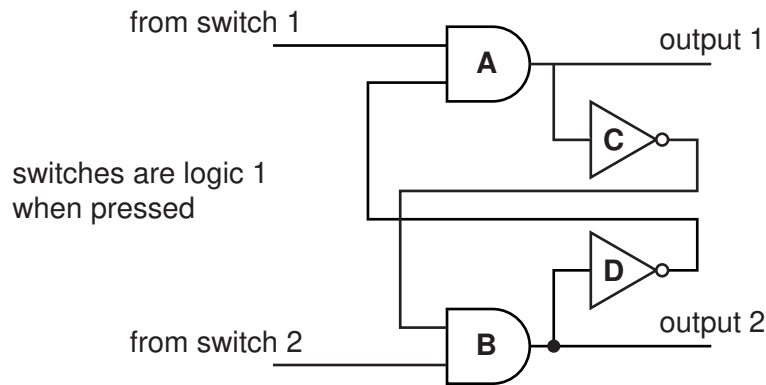 from switch 1
output 1
A
C
switches are logic 1
when pressed
D
output 2
from switch 2
B